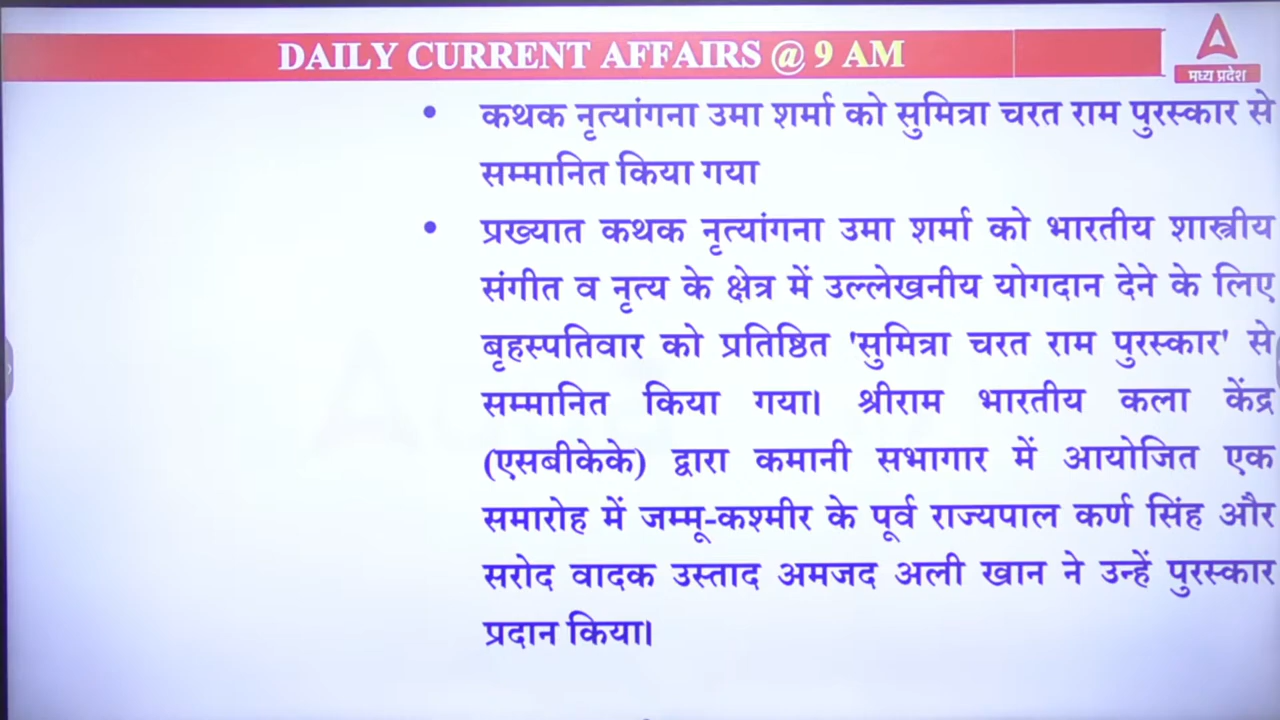 DAILY CURRENT AFFAIRS @ 9 AM
मध्य प्रदेश
• कथक नृत्यांगना उमा शर्मा को सुमित्रा चरत राम पुरस्कार से
सम्मानित किया गया
• प्रख्यात कथक नृत्यांगना उमा शर्मा को भारतीय शास्त्रीय
संगीत व नृत्य के क्षेत्र में उल्लेखनीय योगदान देने के लिए
बृहस्पतिवार को प्रतिष्ठित 'सुमित्रा चरत राम पुरस्कार' से
सम्मानित किया गया। श्रीराम भारतीय कला केंद्र
(एसबीकेके) द्वारा कमानी सभागार में आयोजित एक
समारोह में जम्मू-कश्मीर के पूर्व राज्यपाल कर्ण सिंह और
सरोद वादक उस्ताद अमजद अली खान ने उन्हें पुरस्कार
प्रदान किया।